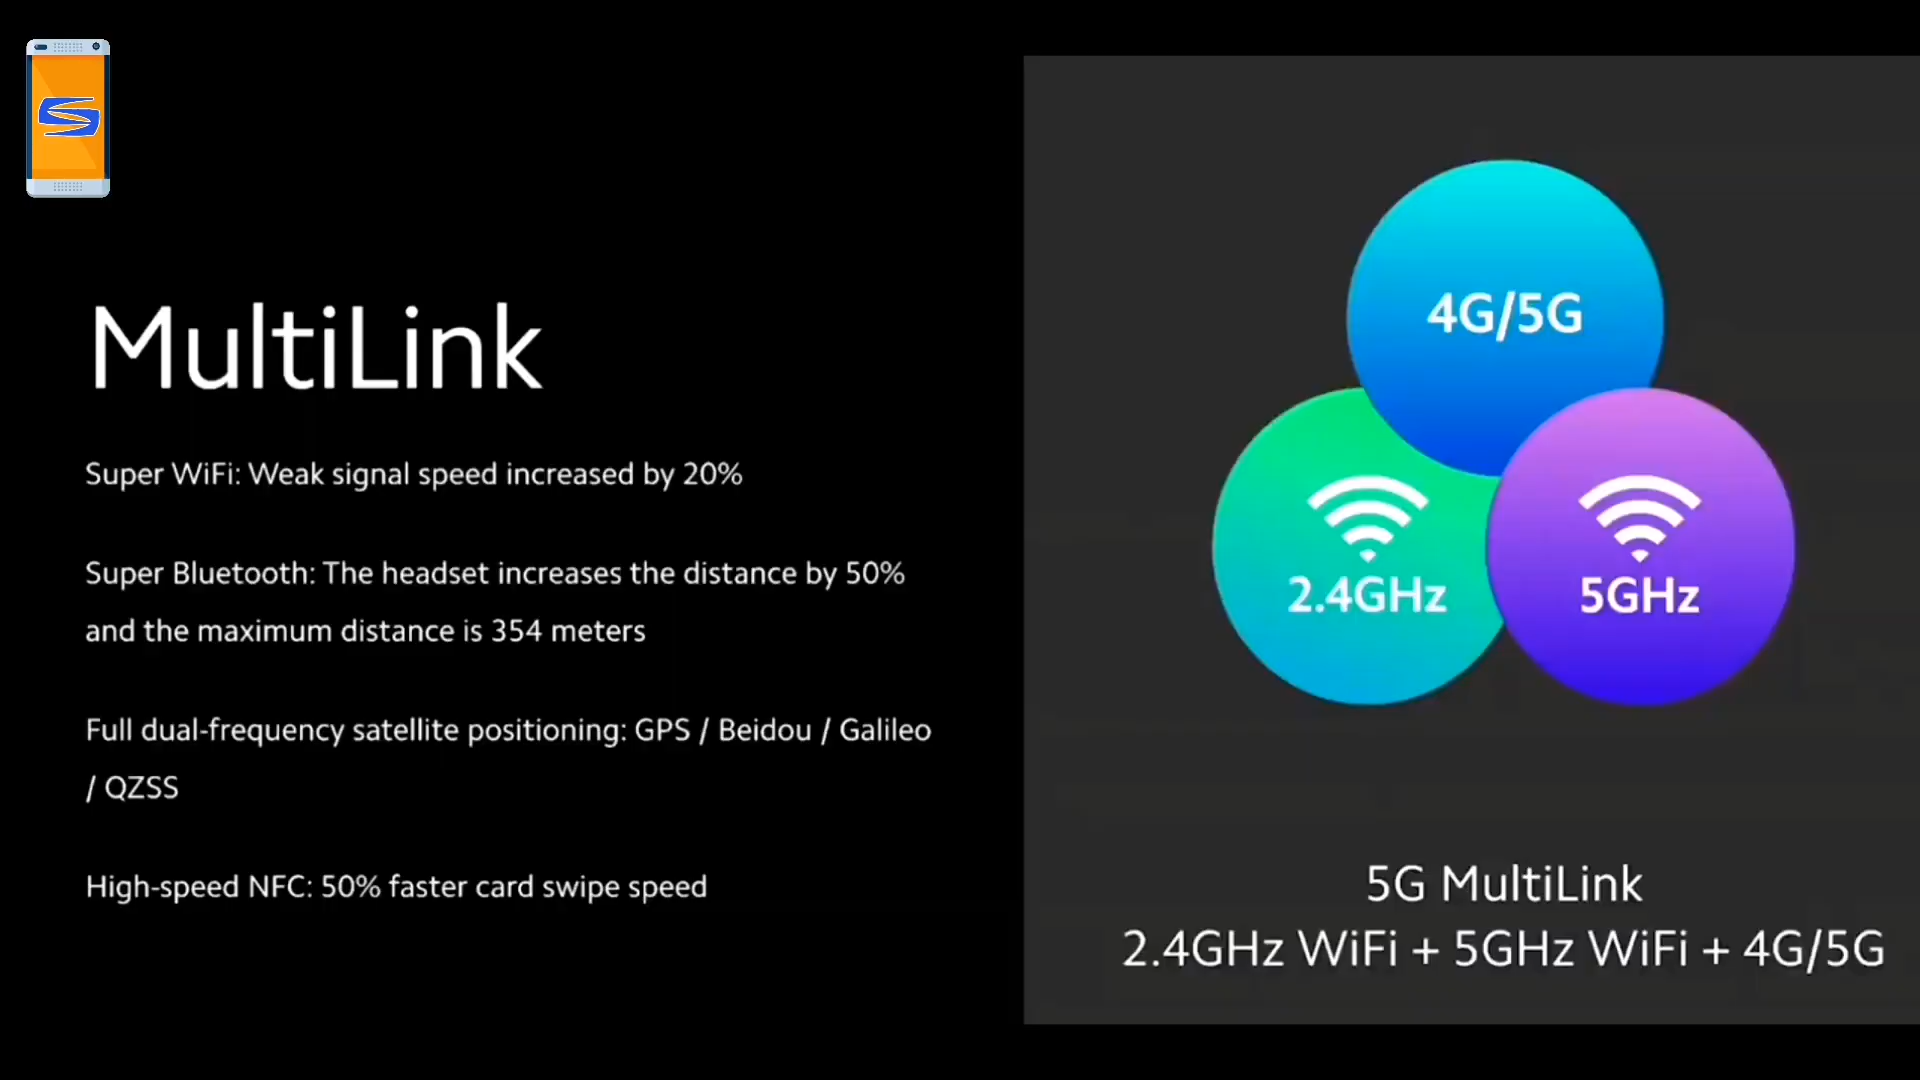 MultiLink
Super WiFi: Weak signal speed increased by 20%
Super Bluetooth: The headset increases the distance by 50%
and the maximum distance is 354 meters
Full dual-frequency satellite positioning: GPS / Beidou / Galileo
/ QZSS
High-speed NFC: 50% faster card swipe speed
4G/5G
2.4GHz
5GHz
5G MultiLink
2.4GHz WiFi + 5GHz WiFi + 4G/5G